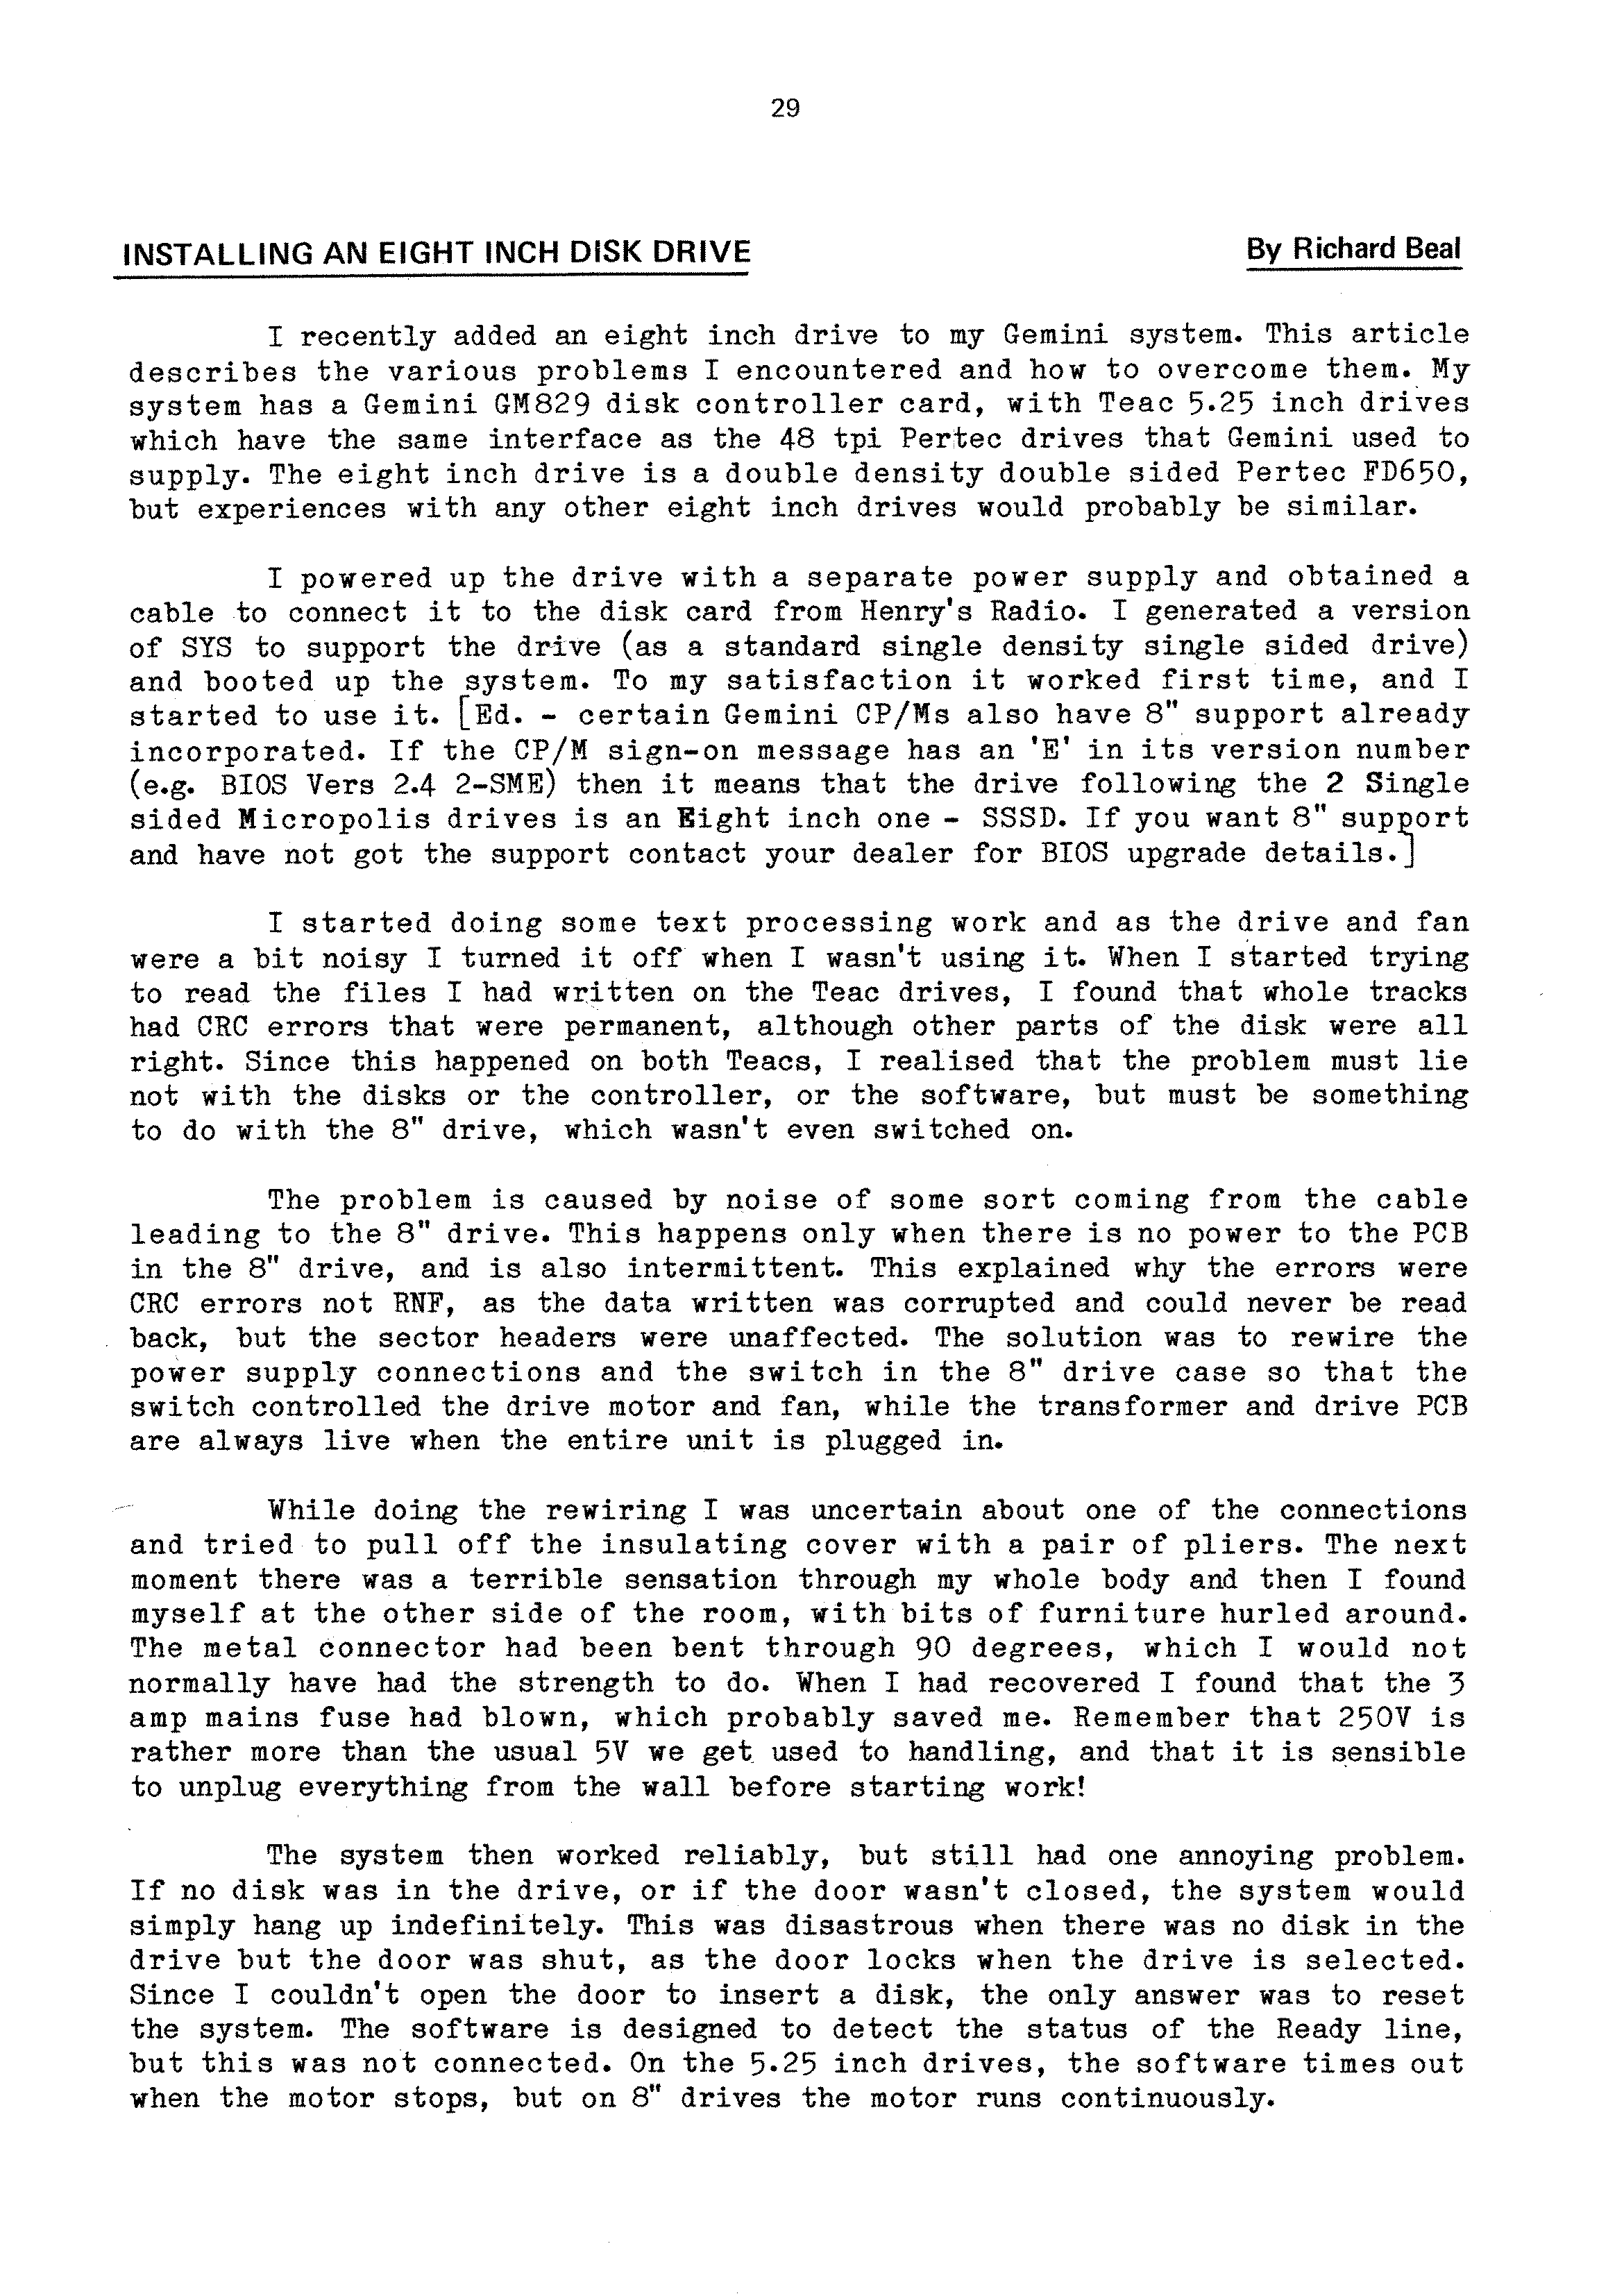 29
INSTALLING AN EIGHT INCH DISK DRIVE By Richard Beal
I recently added an eight inch drive to my Gemini system. This article
describes the various problems I encountered and how to overcome them. My
system has a Gemini GM829 disk controller card, with Teac 5.25 inch drives
which have the same interface as the 48 tpi Pertec drives that Gemini used to
supply. The eight inch drive is a double density double sided Pertec FD650,
but experiences with any other eight inch drives would probably be similar.
I powered up the drive with a separate power supply and obtained a
cable to connect it to the disk card from Henry's Radio. I generated a version
of SYS to support the drive (as a standard single density single sided drive)
and booted up the system. To my satisfaction it worked first time, and I
started to use it. [Ed. - certain Gemini CP/Ms also have 8" support already
incorporated. If the CP/M sign-on message has an 'E' in its version number
(e.g. BIOS Vers 2.4 2-SME) then it means that the drive following the 2 Single
sided Micropolis drives is an Eight inch one - SSSD. If you want 8" support
and have not got the support contact your dealer for BIOS upgrade details.]
I started doing some text processing work and as the drive and fan
were a bit noisy I turned it off when I wasn't using it. When I started trying
to read the files I had written on the Teac drives, I found that whole tracks
had CRC errors that were permanent, although other parts of the disk were all
right. Since this happened on both Teacs, I realised that the problem must lie
not with the disks or the controller, or the software, but must be something
to do with the 8" drive, which wasn't even switched on.
The problem is caused by noise of some sort coming from the cable
leading to the 8" drive. This happens only when there is no power to the PCB
in the 8" drive, and is also intermittent. This explained why the errors were
CRC errors not RNF, as the data written was corrupted and could never be read
back, but the sector headers were unaffected. The solution was to rewire the
power supply connections and the switch in the 8" drive case so that the
switch controlled the drive motor and fan, while the transformer and drive PCB
are always live when the entire unit is plugged in.
While doing the rewiring I was uncertain about one of the connections
and tried to pull off the insulating cover with a pair of pliers. The next
moment there was a terrible sensation through my whole body and then I found
myself at the other side of the room, with bits of furniture hurled around.
The metal connector had been bent through 90 degrees, which I would not
normally have had the strength to do. When I had recovered I found that the 3
amp mains fuse had blown, which probably saved me. Remember that 250V is
rather more than the usual 5V we get used to handling, and that it is sensible
to unplug everything from the wall before starting work!
The system then worked reliably, but still had one annoying problem.
If no disk was in the drive, or if the door wasn't closed, the system would
simply hang up indefinitely. This was disastrous when there was no disk in the
drive but the door was shut, as the door locks when the drive is selected.
Since I couldn't open the door to insert a disk, the only answer was to reset
the system. The software is designed to detect the status of the Ready line,
but this was not connected. On the 5.25 inch drives, the software times out
when the motor stops, but on 8" drives the motor runs continuously.